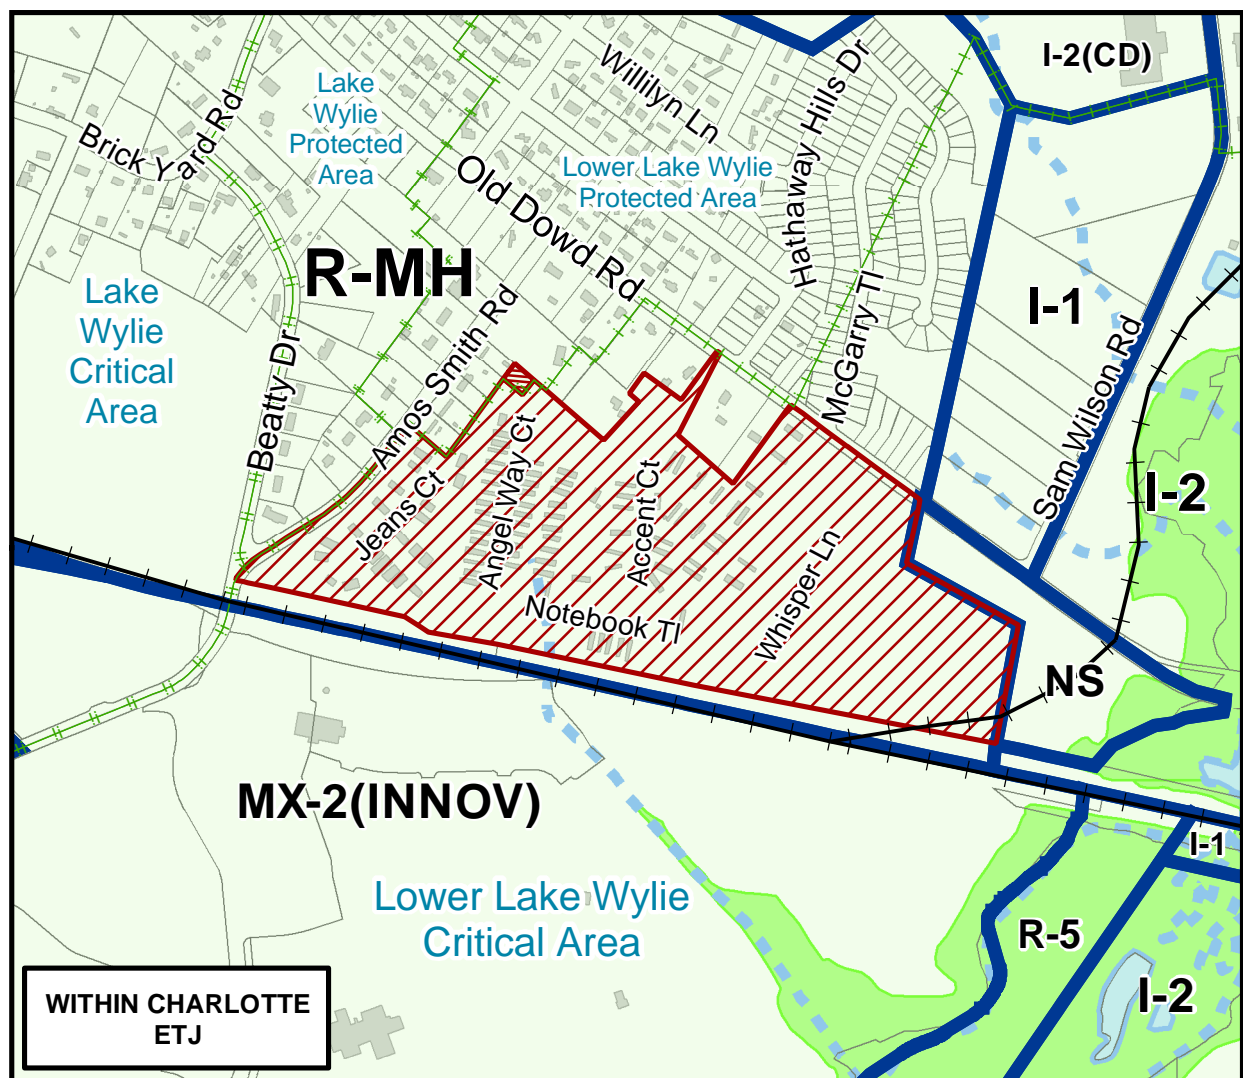 I-2(CD)
Willilyn Ln
Hathaway Hills Dr
Lake
Wylie
Protected
Area
Brick Yard Rd
Lower Lake Wylie
Protected Area
Old Dowd Rd
R-MH
Lake
Wylie
Critical
Area
I-1
McGarry Tl
Sam Wilson Rd
Beatty Dr
Amos Smith Rd
I-2
Jeans Ct
Angel Way Ct
Accent Ct
Whisper Ln
Notebook Tl
NS
MX-2(INNOV)
I-1
Lower Lake Wylie
Critical Area
R-5
I-2
WITHIN CHARLOTTE
ETJ